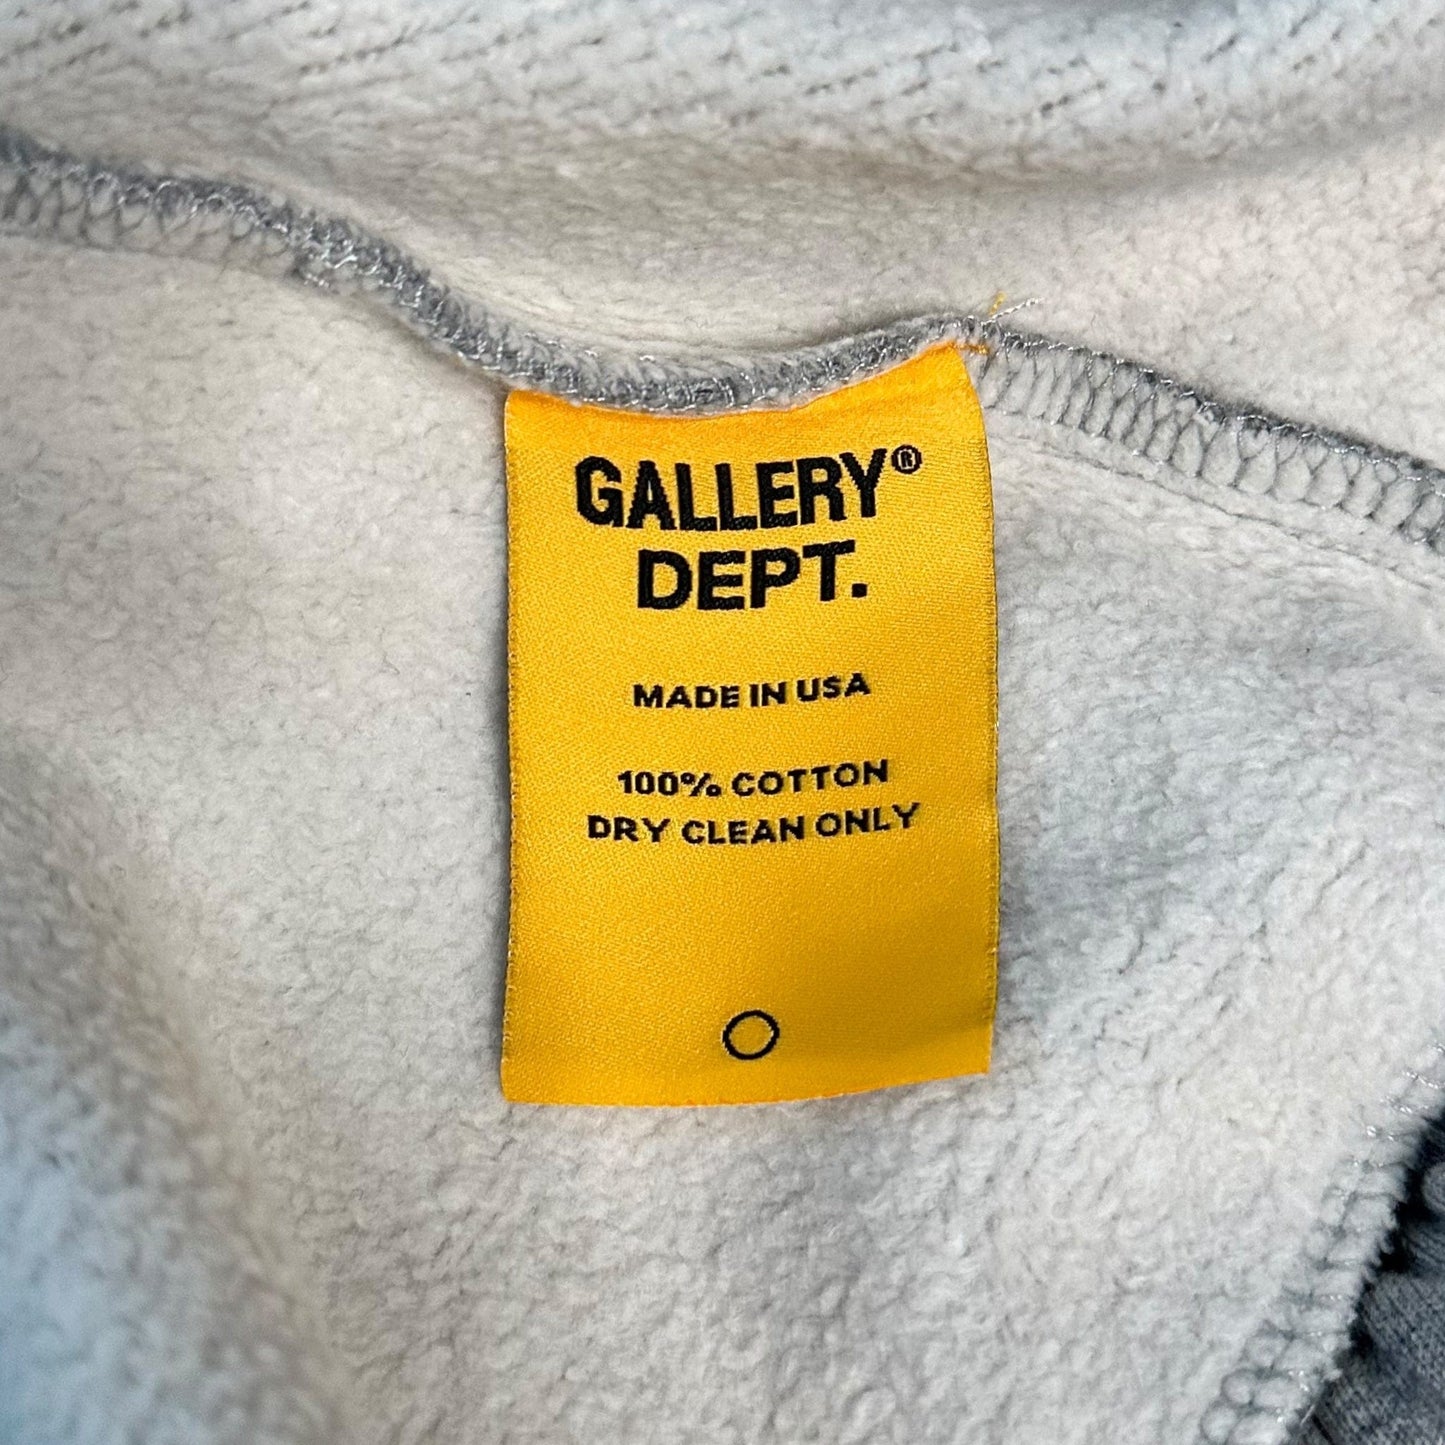 GALLERY®
DEPT.
MADE IN USA
100% COTTON
DRY CLEAN ONLY